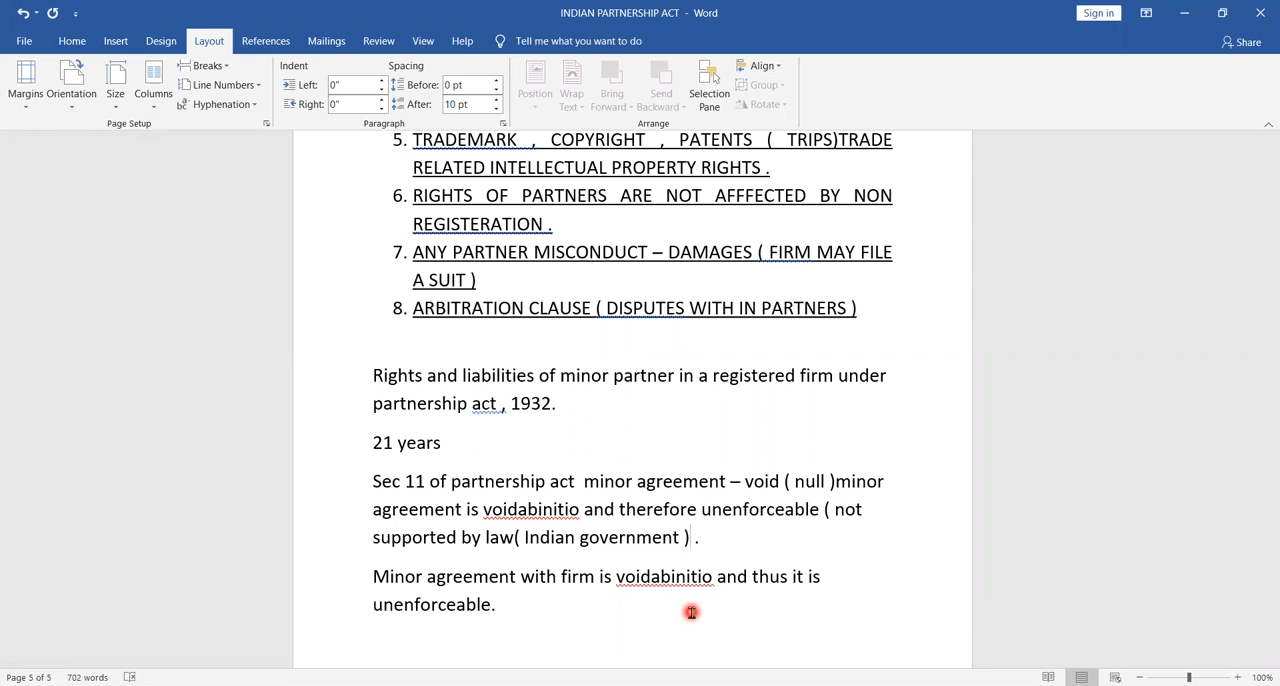 INDIAN PARTNERSHIP ACT - Word
Sign in
File Home Insert Design Layout References Mailings Review View Help Tell me what you want to do
Share
Margins Orientation Size Columns
Breaks
Line Numbers
Hyphenation
Page Setup
Indent
Left: 0"
Right: 0"
Spacing
Before: 0 pt
After: 10 pt
Paragraph
Position Wrap Text Bring Forward Send Backward Selection Pane
Align
Group
Rotate
Arrange
5. TRADEMARK , COPYRIGHT , PATENTS ( TRIPS)TRADE
RELATED INTELLECTUAL PROPERTY RIGHTS .
6. RIGHTS OF PARTNERS ARE NOT AFFFECTED BY NON
REGISTERATION .
7. ANY PARTNER MISCONDUCT – DAMAGES ( FIRM MAY FILE
A SUIT )
8. ARBITRATION CLAUSE ( DISPUTES WITH IN PARTNERS )
Rights and liabilities of minor partner in a registered firm under
partnership act , 1932.
21 years
Sec 11 of partnership act  minor agreement – void ( null )minor
agreement is voidabinitio and therefore unenforceable ( not
supported by law( Indian government ) .
Minor agreement with firm is voidabinitio and thus it is
unenforceable.
Page 5 of 5 702 words
100%